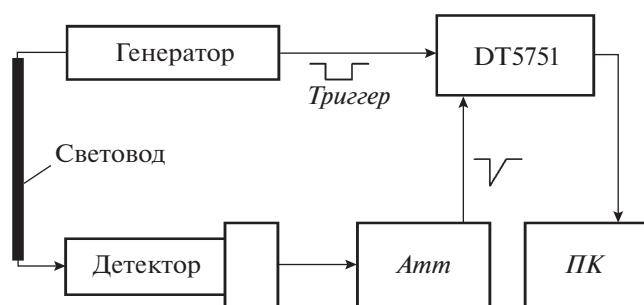 Генератор
DT5751
Триггер
Световод
Детектор
Атт
ПК